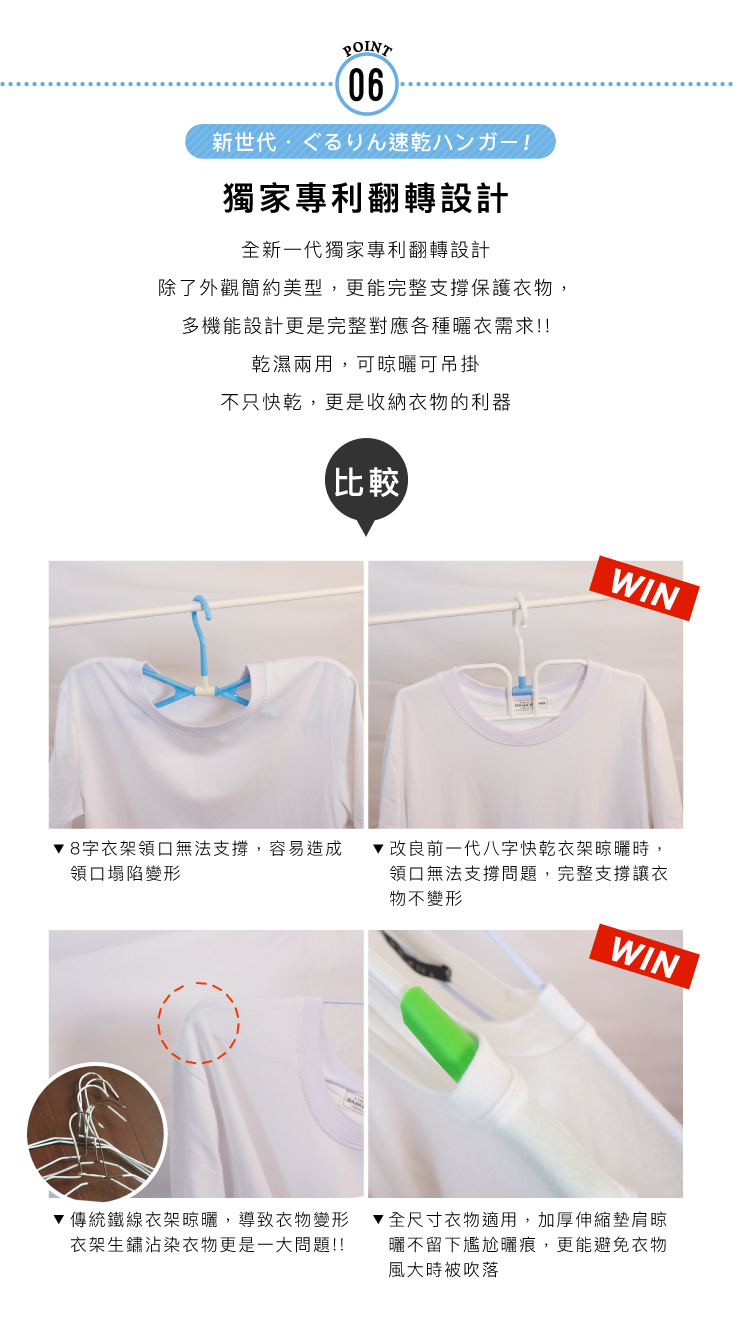 POINT
06
新世代・ぐるりん速乾ハンガー!
獨家專利翻轉設計
全新一代獨家專利翻轉設計
除了外觀簡約美型，更能完整支撐保護衣物，
多機能設計更是完整對應各種曬衣需求!!
乾濕兩用，可晾曬可吊掛
不只快乾，更是收納衣物的利器
比較
WIN
▼ 8字衣架領口無法支撐，容易造成
領口塌陷變形
▼ 改良前一代八字快乾衣架晾曬時，
領口無法支撐問題，完整支撐讓衣
物不變形
WIN
▼ 傳統鐵線衣架晾曬，導致衣物變形
衣架生鏽沾染衣物更是一大問題!!
▼ 全尺寸衣物適用，加厚伸縮墊肩晾
曬不留下尷尬曬痕，更能避免衣物
風大時被吹落